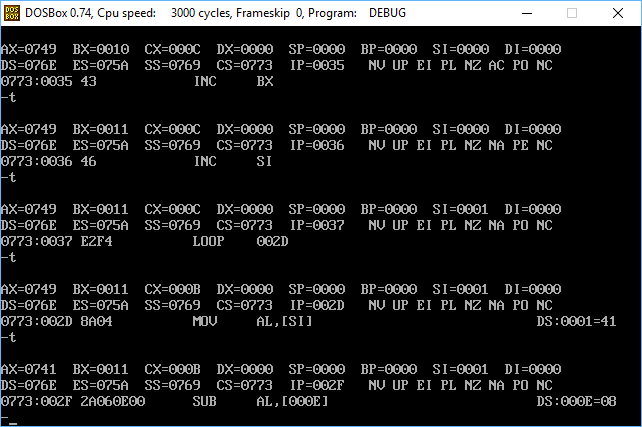 DOSBox 0.74, Cpu speed: 3000 cycles, Frameskip 0, Program: DEBUG
AX=0749 BX=0010 CX=000C DX=0000 SP=0000 BP=0000 SI=0000 DI=0000
DS=076E ES=075A SS=0769 CS=0773 IP=0035 NV UP EI PL NZ AC PO NC
0773:0035 43 INC BX
-t
AX=0749 BX=0011 CX=000C DX=0000 SP=0000 BP=0000 SI=0000 DI=0000
DS=076E ES=075A SS=0769 CS=0773 IP=0036 NV UP EI PL NZ NA PE NC
0773:0036 46 INC SI
-t
AX=0749 BX=0011 CX=000C DX=0000 SP=0000 BP=0000 SI=0001 DI=0000
DS=076E ES=075A SS=0769 CS=0773 IP=0037 NV UP EI PL NZ NA PO NC
0773:0037 E2F4 LOOP 002D
-t
AX=0749 BX=0011 CX=000B DX=0000 SP=0000 BP=0000 SI=0001 DI=0000
DS=076E ES=075A SS=0769 CS=0773 IP=002D NV UP EI PL NZ NA PO NC
0773:002D 8A04 MOV AL,[SI] DS:0001=41
-t
AX=0741 BX=0011 CX=000B DX=0000 SP=0000 BP=0000 SI=0001 DI=0000
DS=076E ES=075A SS=0769 CS=0773 IP=002F NV UP EI PL NZ NA PO NC
0773:002F 2A060E00 SUB AL,[000E] DS:000E=08
-_